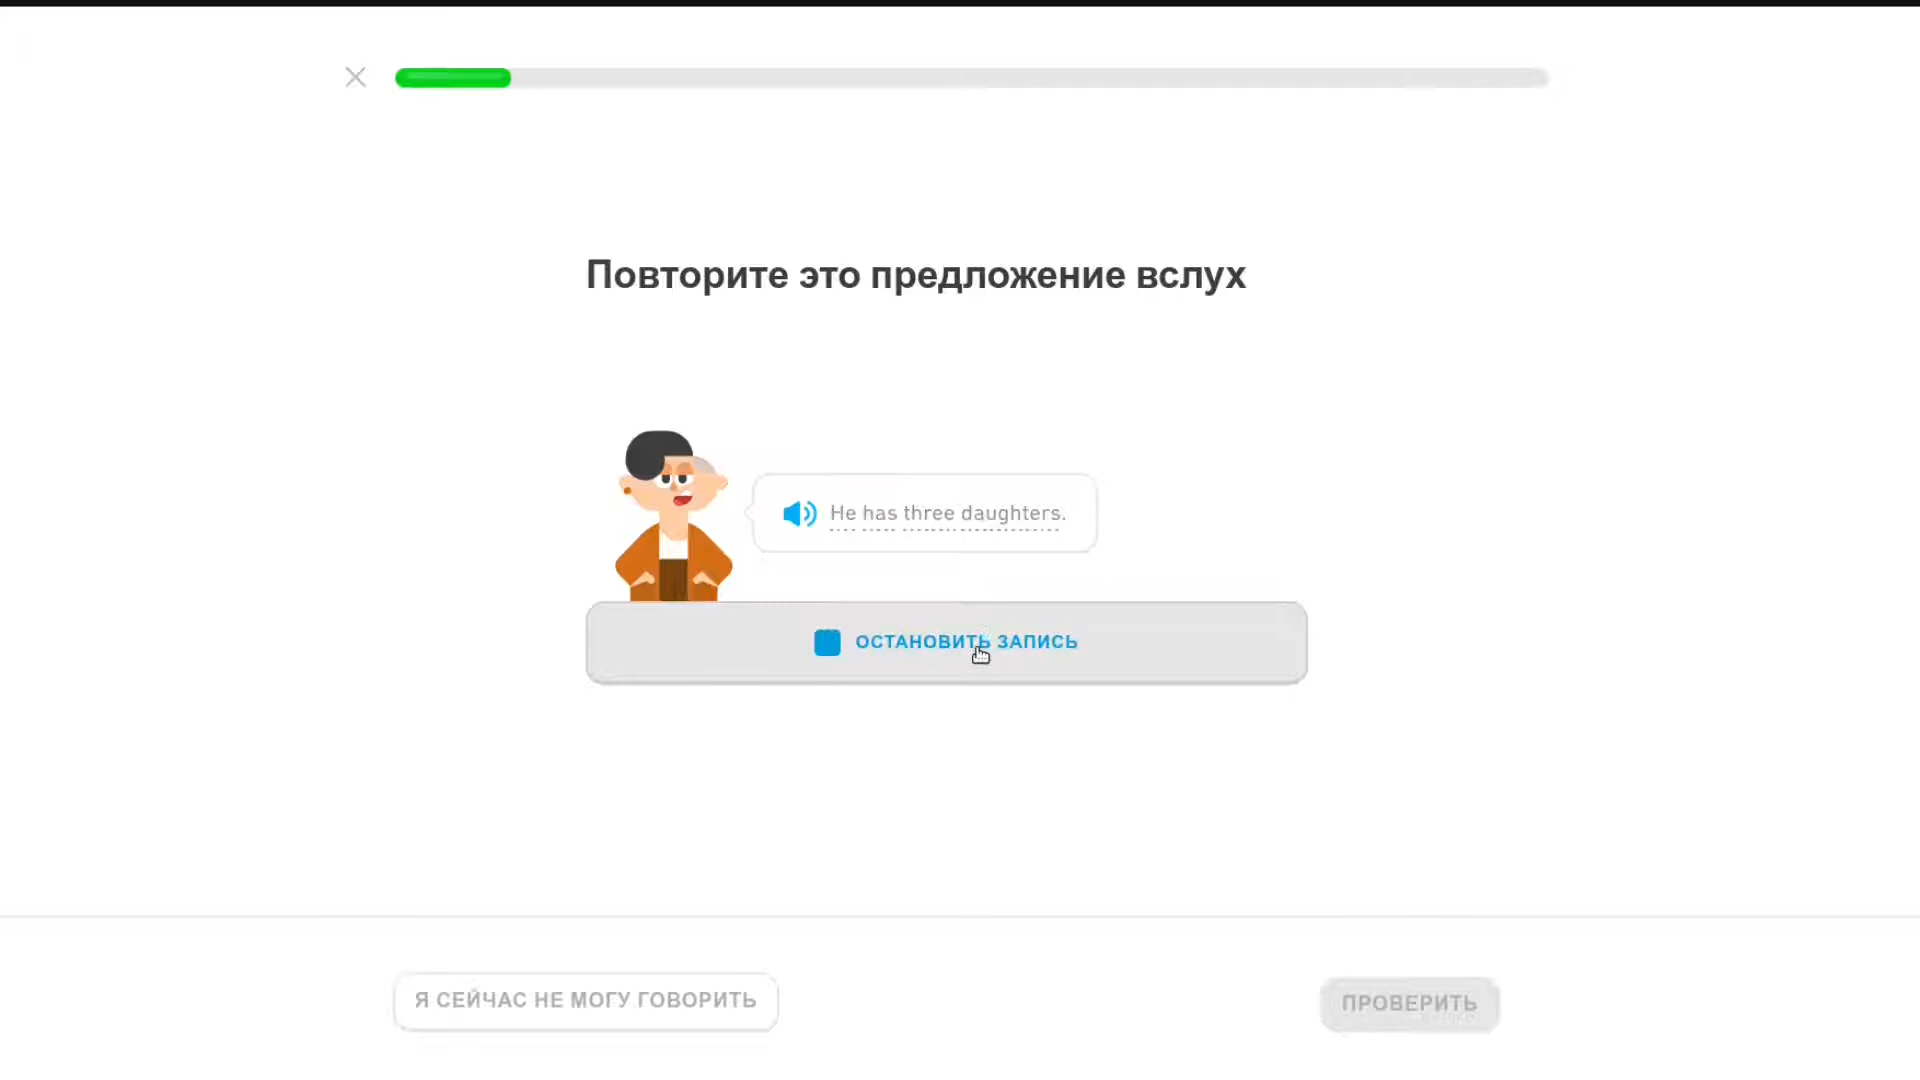 Повторите это предложение вслух
He has three daughters.
ОСТАНОВИТЬ ЗАПИСЬ
Я СЕЙЧАС НЕ МОГУ ГОВОРИТЬ
ПРОВЕРИТЬ